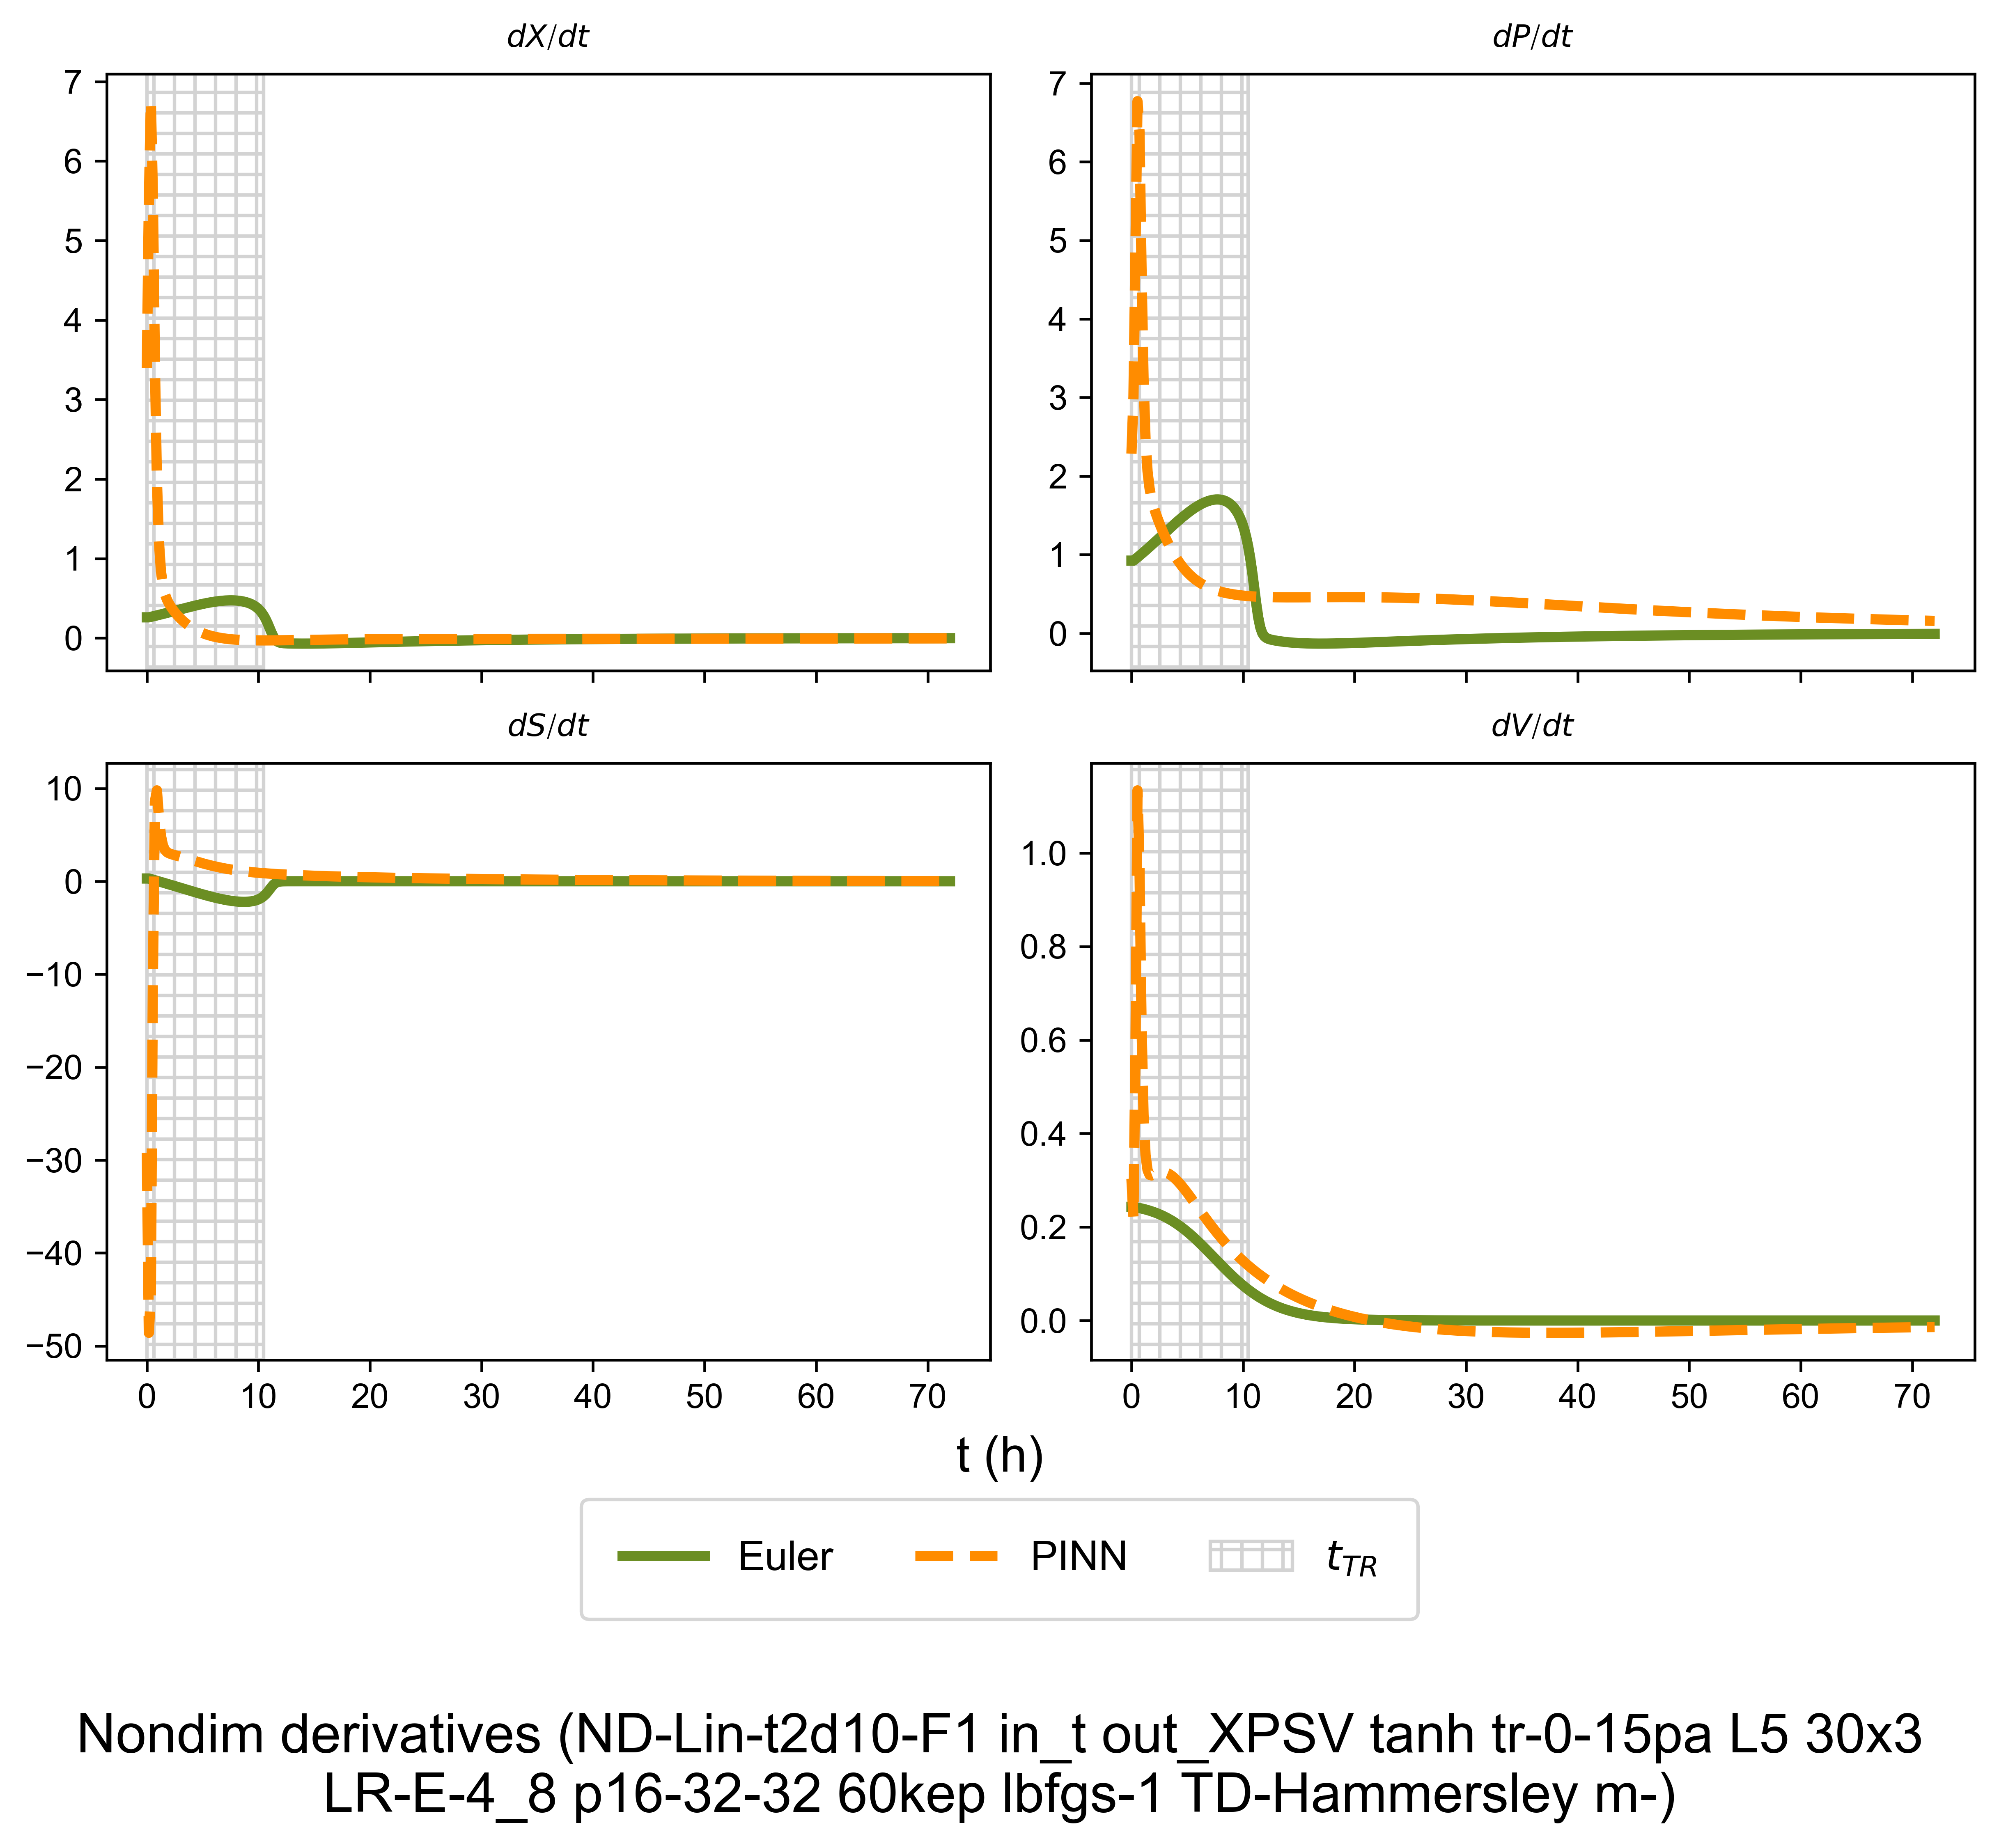 dX/dt
dP/dt
7
6
5
4
3
2
1
0
7
6
5
4
3
2
1
0
dS/dt
dV/dt
10
0
−10
−20
−30
−40
−50
1.0
0.8
0.6
0.4
0.2
0.0
0 10 20 30 40 50 60 70
0 10 20 30 40 50 60 70
t (h)
Euler PINN t_TR
Nondim derivatives (ND-Lin-t2d10-F1 in_t out_XPSV tanh tr-0-15pa L5 30x3
LR-E-4_8 p16-32-32 60kep lbfgs-1 TD-Hammersley m-)